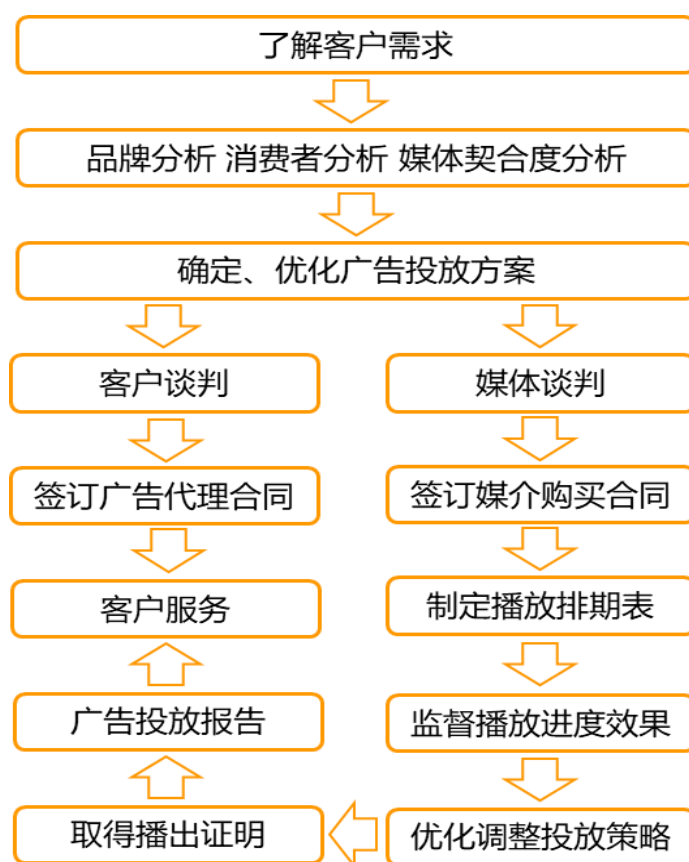 了解客户需求
品牌分析 消费者分析 媒体契合度分析
确定、优化广告投放方案
客户谈判
媒体谈判
签订广告代理合同
签订媒介购买合同
客户服务
制定播放排期表
广告投放报告
监督播放进度效果
取得播出证明
优化调整投放策略